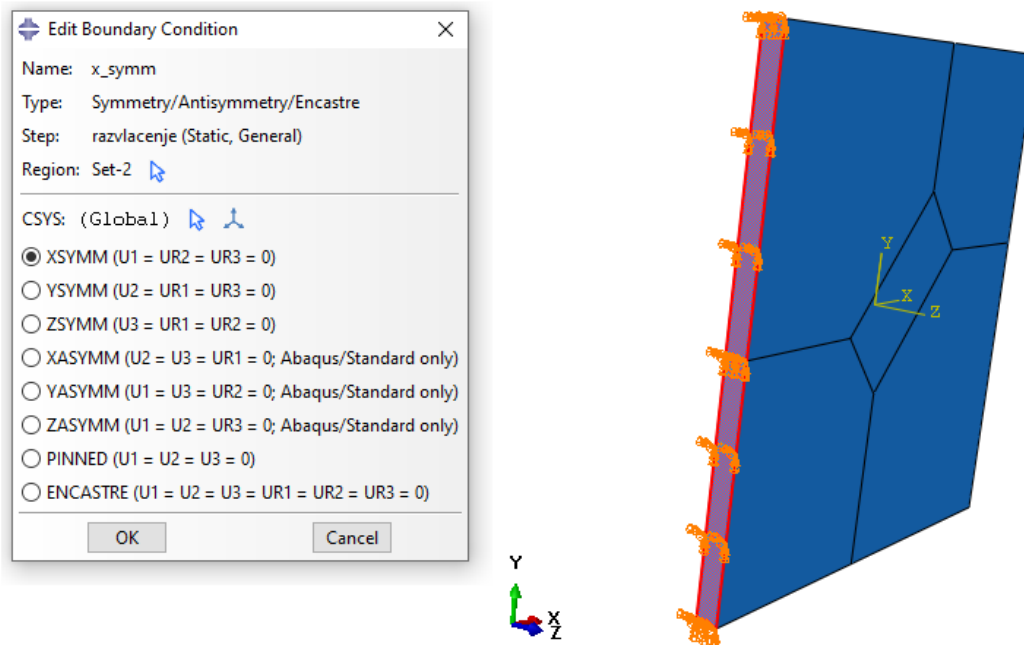 Edit Boundary Condition
Name: x_symm
Type: Symmetry/Antisymmetry/Encastre
Step: razvlacenje (Static, General)
Region: Set-2
CSYS: (Global)
XSYMM (U1 = UR2 = UR3 = 0)
YSYMM (U2 = UR1 = UR3 = 0)
ZSYMM (U3 = UR1 = UR2 = 0)
XASYMM (U2 = U3 = UR1 = 0; Abaqus/Standard only)
YASYMM (U1 = U3 = UR2 = 0; Abaqus/Standard only)
ZASYMM (U1 = U2 = UR3 = 0; Abaqus/Standard only)
PINNED (U1 = U2 = U3 = 0)
ENCASTRE (U1 = U2 = U3 = UR1 = UR2 = UR3 = 0)
OK Cancel
Y
X
Z
Y
X
Z